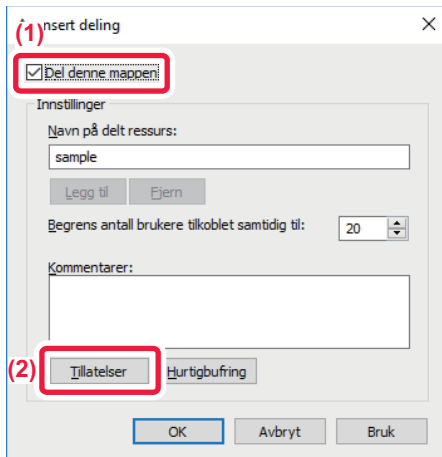 (1)
nsert deling
Del denne mappen
Innstillinger
Navn på delt ressurs:
sample
Legg til Fjern
Begrens antall brukere tilkoblet samtidig til: 20
Kommentarer:
(2)
Tillatelser Hurtigbufring
OK Avbryt Bruk